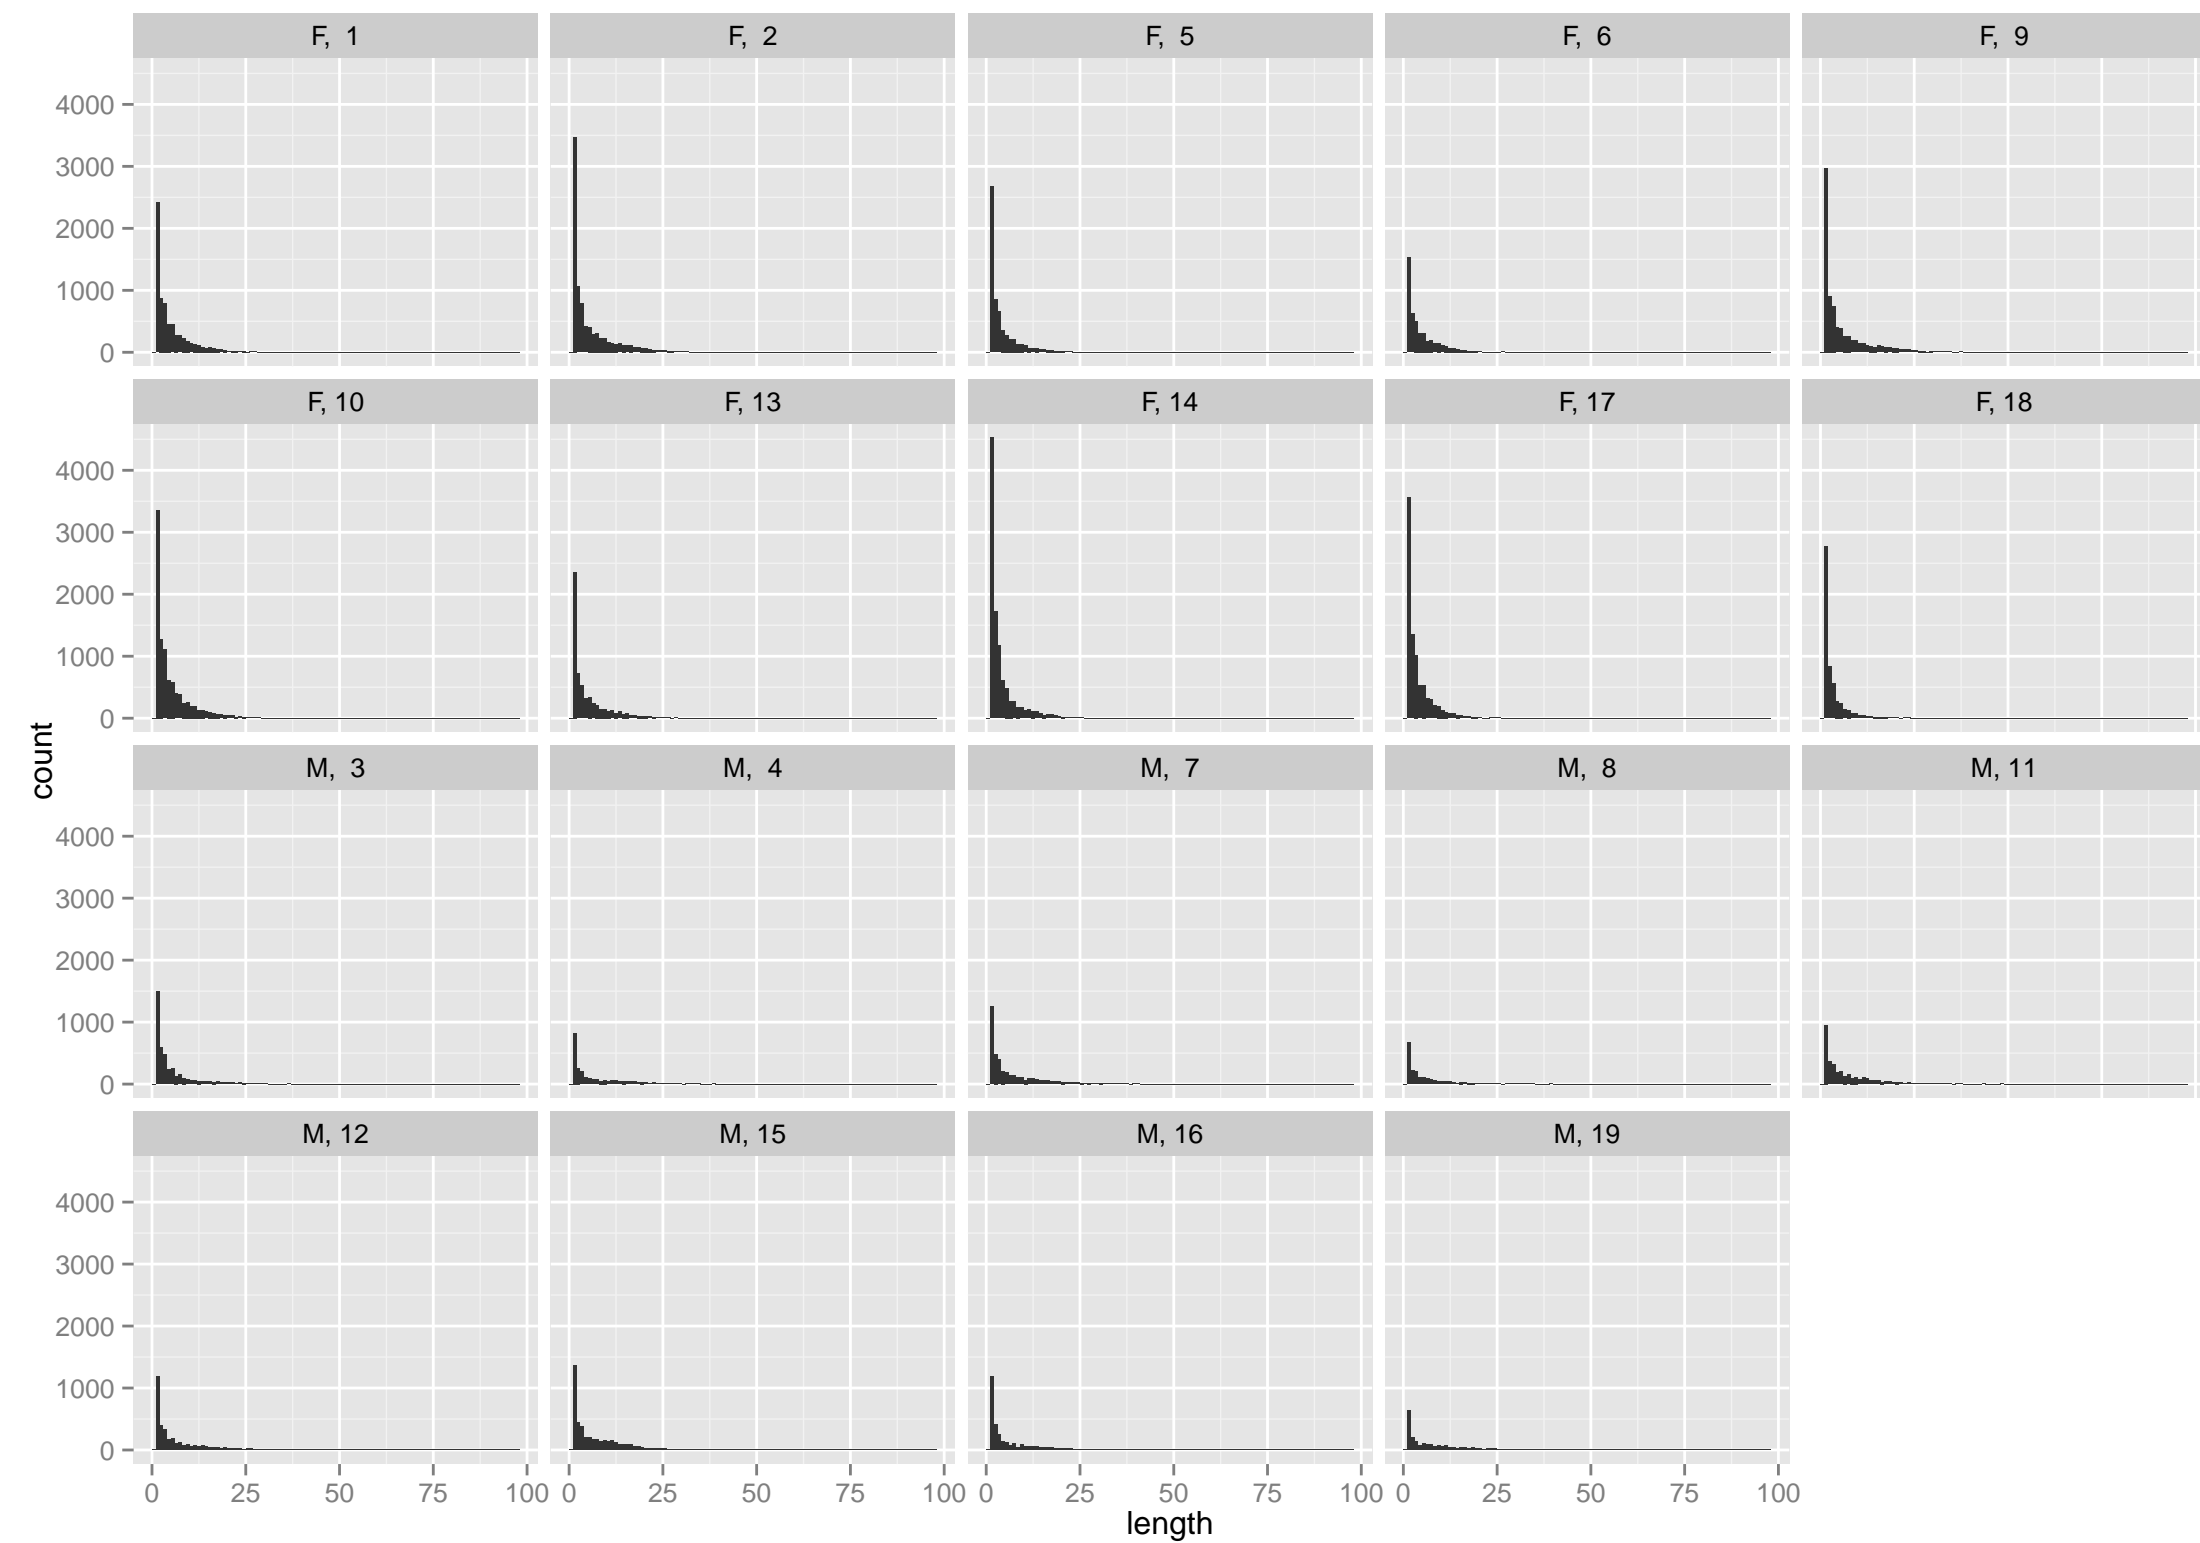 F,  1
F,  2
F,  5
F,  6
F,  9
4000
3000
2000
1000
0
F, 10
F, 13
F, 14
F, 17
F, 18
4000
3000
2000
1000
0
count
M,  3
M,  4
M,  7
M,  8
M, 11
4000
3000
2000
1000
0
M, 12
M, 15
M, 16
M, 19
4000
3000
2000
1000
0
0 25 50 75 100 0 25 50 75 100 0 25 50 75 100 0 25 50 75 100
length